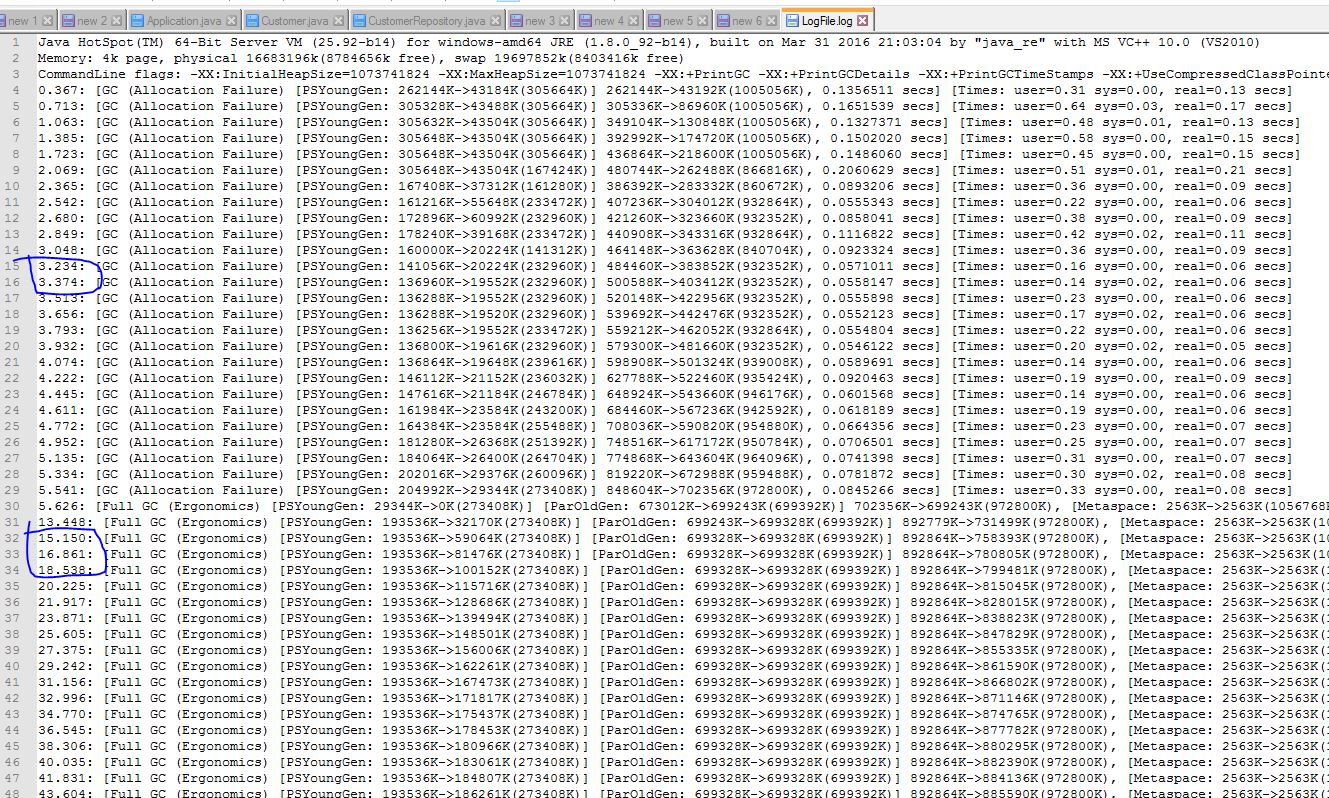 new 1 new 2 Application.java Customer.java CustomerRepository.java new 3 new 4 new 5 new 6 LogFile.log
1 Java HotSpot(TM) 64-Bit Server VM (25.92-b14) for windows-amd64 JRE (1.8.0_92-b14), built on Mar 31 2016 21:03:04 by "java_re" with MS VC++ 10.0 (VS2010)
2 Memory: 4k page, physical 16683196k(8784656k free), swap 19697852k(8403416k free)
3 CommandLine flags: -XX:InitialHeapSize=1073741824 -XX:MaxHeapSize=1073741824 -XX:+PrintGC -XX:+PrintGCDetails -XX:+PrintGCTimeStamps -XX:+UseCompressedClassPointe
4 0.367: [GC (Allocation Failure) [PSYoungGen: 262144K->43184K(305664K)] 262144K->43192K(1005056K), 0.1356511 secs] [Times: user=0.31 sys=0.00, real=0.13 secs]
5 0.713: [GC (Allocation Failure) [PSYoungGen: 305328K->43488K(305664K)] 305336K->86960K(1005056K), 0.1651539 secs] [Times: user=0.64 sys=0.03, real=0.17 secs]
6 1.063: [GC (Allocation Failure) [PSYoungGen: 305632K->43504K(305664K)] 349104K->130848K(1005056K), 0.1327371 secs] [Times: user=0.48 sys=0.01, real=0.13 secs]
7 1.385: [GC (Allocation Failure) [PSYoungGen: 305648K->43504K(305664K)] 392992K->174720K(1005056K), 0.1502020 secs] [Times: user=0.58 sys=0.00, real=0.15 secs]
8 1.723: [GC (Allocation Failure) [PSYoungGen: 305648K->43504K(305664K)] 436864K->218600K(1005056K), 0.1486060 secs] [Times: user=0.45 sys=0.00, real=0.15 secs]
9 2.069: [GC (Allocation Failure) [PSYoungGen: 305648K->43504K(167424K)] 480744K->262488K(866816K), 0.2060629 secs] [Times: user=0.51 sys=0.01, real=0.21 secs]
10 2.365: [GC (Allocation Failure) [PSYoungGen: 167408K->37312K(161280K)] 386392K->283332K(860672K), 0.0893206 secs] [Times: user=0.36 sys=0.00, real=0.09 secs]
11 2.542: [GC (Allocation Failure) [PSYoungGen: 161216K->55648K(233472K)] 407236K->304012K(932864K), 0.0555343 secs] [Times: user=0.22 sys=0.00, real=0.06 secs]
12 2.680: [GC (Allocation Failure) [PSYoungGen: 172896K->60992K(232960K)] 421260K->323660K(932352K), 0.0858041 secs] [Times: user=0.38 sys=0.00, real=0.09 secs]
13 2.849: [GC (Allocation Failure) [PSYoungGen: 178240K->39168K(233472K)] 440908K->343316K(932864K), 0.1116822 secs] [Times: user=0.42 sys=0.02, real=0.11 secs]
14 3.048: [GC (Allocation Failure) [PSYoungGen: 160000K->20224K(141312K)] 464148K->363628K(840704K), 0.0923324 secs] [Times: user=0.36 sys=0.00, real=0.09 secs]
15 3.234: [GC (Allocation Failure) [PSYoungGen: 141056K->20224K(232960K)] 484460K->383852K(932352K), 0.0571011 secs] [Times: user=0.16 sys=0.00, real=0.06 secs]
16 3.374: [GC (Allocation Failure) [PSYoungGen: 136960K->19552K(232960K)] 500588K->403412K(932352K), 0.0558147 secs] [Times: user=0.14 sys=0.02, real=0.06 secs]
17 3.513: [GC (Allocation Failure) [PSYoungGen: 136288K->19552K(232960K)] 520148K->422956K(932352K), 0.0555898 secs] [Times: user=0.23 sys=0.00, real=0.06 secs]
18 3.656: [GC (Allocation Failure) [PSYoungGen: 136288K->19520K(232960K)] 539692K->442476K(932352K), 0.0552123 secs] [Times: user=0.17 sys=0.02, real=0.06 secs]
19 3.793: [GC (Allocation Failure) [PSYoungGen: 136256K->19552K(233472K)] 559212K->462052K(932864K), 0.0554804 secs] [Times: user=0.22 sys=0.00, real=0.06 secs]
20 3.932: [GC (Allocation Failure) [PSYoungGen: 136800K->19616K(232960K)] 579300K->481660K(932352K), 0.0546122 secs] [Times: user=0.20 sys=0.02, real=0.05 secs]
21 4.074: [GC (Allocation Failure) [PSYoungGen: 136864K->19648K(239616K)] 598908K->501324K(939008K), 0.0589691 secs] [Times: user=0.14 sys=0.00, real=0.06 secs]
22 4.222: [GC (Allocation Failure) [PSYoungGen: 146112K->21152K(236032K)] 627788K->522460K(935424K), 0.0920463 secs] [Times: user=0.19 sys=0.00, real=0.09 secs]
23 4.445: [GC (Allocation Failure) [PSYoungGen: 147616K->21184K(246784K)] 648924K->543660K(946176K), 0.0601568 secs] [Times: user=0.14 sys=0.00, real=0.06 secs]
24 4.611: [GC (Allocation Failure) [PSYoungGen: 161984K->23584K(243200K)] 684460K->567236K(942592K), 0.0618189 secs] [Times: user=0.19 sys=0.00, real=0.06 secs]
25 4.772: [GC (Allocation Failure) [PSYoungGen: 164384K->23584K(255488K)] 708036K->590820K(954880K), 0.0664356 secs] [Times: user=0.23 sys=0.00, real=0.07 secs]
26 4.952: [GC (Allocation Failure) [PSYoungGen: 181280K->26368K(251392K)] 748516K->617172K(950784K), 0.0706501 secs] [Times: user=0.25 sys=0.00, real=0.07 secs]
27 5.135: [GC (Allocation Failure) [PSYoungGen: 184064K->26400K(264704K)] 774868K->643604K(964096K), 0.0741398 secs] [Times: user=0.31 sys=0.00, real=0.07 secs]
28 5.334: [GC (Allocation Failure) [PSYoungGen: 202016K->29376K(260096K)] 819220K->672988K(959488K), 0.0781872 secs] [Times: user=0.30 sys=0.02, real=0.08 secs]
29 5.541: [GC (Allocation Failure) [PSYoungGen: 204992K->29344K(273408K)] 848604K->702356K(972800K), 0.0845266 secs] [Times: user=0.33 sys=0.00, real=0.08 secs]
30 5.626: [Full GC (Ergonomics) [PSYoungGen: 29344K->0K(273408K)] [ParOldGen: 673012K->699243K(699392K)] 702356K->699243K(972800K), [Metaspace: 2563K->2563K(1056768K
31 13.448: [Full GC (Ergonomics) [PSYoungGen: 193536K->32170K(273408K)] [ParOldGen: 699243K->699328K(699392K)] 892779K->731499K(972800K), [Metaspace: 2563K->2563K(10
32 15.150: [Full GC (Ergonomics) [PSYoungGen: 193536K->59064K(273408K)] [ParOldGen: 699328K->699328K(699392K)] 892864K->758393K(972800K), [Metaspace: 2563K->2563K(10
33 16.861: [Full GC (Ergonomics) [PSYoungGen: 193536K->81476K(273408K)] [ParOldGen: 699328K->699328K(699392K)] 892864K->780805K(972800K), [Metaspace: 2563K->2563K(10
34 18.538: [Full GC (Ergonomics) [PSYoungGen: 193536K->100152K(273408K)] [ParOldGen: 699328K->699328K(699392K)] 892864K->799481K(972800K), [Metaspace: 2563K->2563K(1
35 20.225: [Full GC (Ergonomics) [PSYoungGen: 193536K->115716K(273408K)] [ParOldGen: 699328K->699328K(699392K)] 892864K->815045K(972800K), [Metaspace: 2563K->2563K(1
36 21.917: [Full GC (Ergonomics) [PSYoungGen: 193536K->128686K(273408K)] [ParOldGen: 699328K->699328K(699392K)] 892864K->828015K(972800K), [Metaspace: 2563K->2563K(1
37 23.871: [Full GC (Ergonomics) [PSYoungGen: 193536K->139494K(273408K)] [ParOldGen: 699328K->699328K(699392K)] 892864K->838823K(972800K), [Metaspace: 2563K->2563K(1
38 25.605: [Full GC (Ergonomics) [PSYoungGen: 193536K->148501K(273408K)] [ParOldGen: 699328K->699328K(699392K)] 892864K->847829K(972800K), [Metaspace: 2563K->2563K(1
39 27.375: [Full GC (Ergonomics) [PSYoungGen: 193536K->156006K(273408K)] [ParOldGen: 699328K->699328K(699392K)] 892864K->855335K(972800K), [Metaspace: 2563K->2563K(1
40 29.242: [Full GC (Ergonomics) [PSYoungGen: 193536K->162261K(273408K)] [ParOldGen: 699328K->699328K(699392K)] 892864K->861590K(972800K), [Metaspace: 2563K->2563K(1
41 31.156: [Full GC (Ergonomics) [PSYoungGen: 193536K->167473K(273408K)] [ParOldGen: 699328K->699328K(699392K)] 892864K->866802K(972800K), [Metaspace: 2563K->2563K(1
42 32.996: [Full GC (Ergonomics) [PSYoungGen: 193536K->171817K(273408K)] [ParOldGen: 699328K->699328K(699392K)] 892864K->871146K(972800K), [Metaspace: 2563K->2563K(1
43 34.770: [Full GC (Ergonomics) [PSYoungGen: 193536K->175437K(273408K)] [ParOldGen: 699328K->699328K(699392K)] 892864K->874765K(972800K), [Metaspace: 2563K->2563K(1
44 36.545: [Full GC (Ergonomics) [PSYoungGen: 193536K->178453K(273408K)] [ParOldGen: 699328K->699328K(699392K)] 892864K->877782K(972800K), [Metaspace: 2563K->2563K(1
45 38.306: [Full GC (Ergonomics) [PSYoungGen: 193536K->180966K(273408K)] [ParOldGen: 699328K->699328K(699392K)] 892864K->880295K(972800K), [Metaspace: 2563K->2563K(1
46 40.035: [Full GC (Ergonomics) [PSYoungGen: 193536K->183061K(273408K)] [ParOldGen: 699328K->699328K(699392K)] 892864K->882390K(972800K), [Metaspace: 2563K->2563K(1
47 41.831: [Full GC (Ergonomics) [PSYoungGen: 193536K->184807K(273408K)] [ParOldGen: 699328K->699328K(699392K)] 892864K->884136K(972800K), [Metaspace: 2563K->2563K(1
48 43.604: [Full GC (Ergonomics) [PSYoungGen: 193536K->186261K(273408K)] [ParOldGen: 699328K->699328K(699392K)] 892864K->885590K(972800K), [Metaspace: 2563K->2563K(1